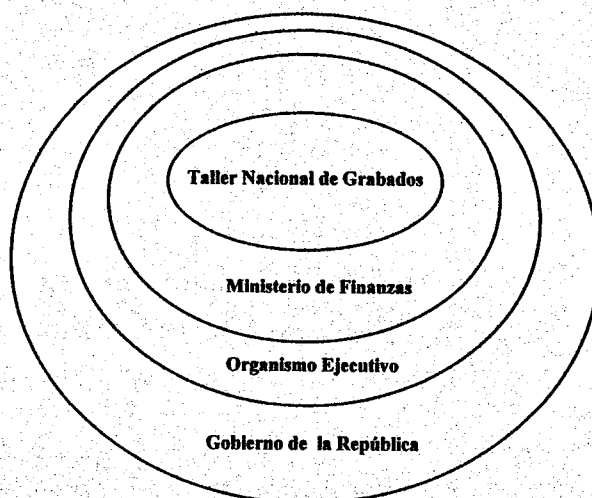 Taller Nacional de Grabados
Ministerio de Finanzas
Organismo Ejecutivo
Gobierno de la República